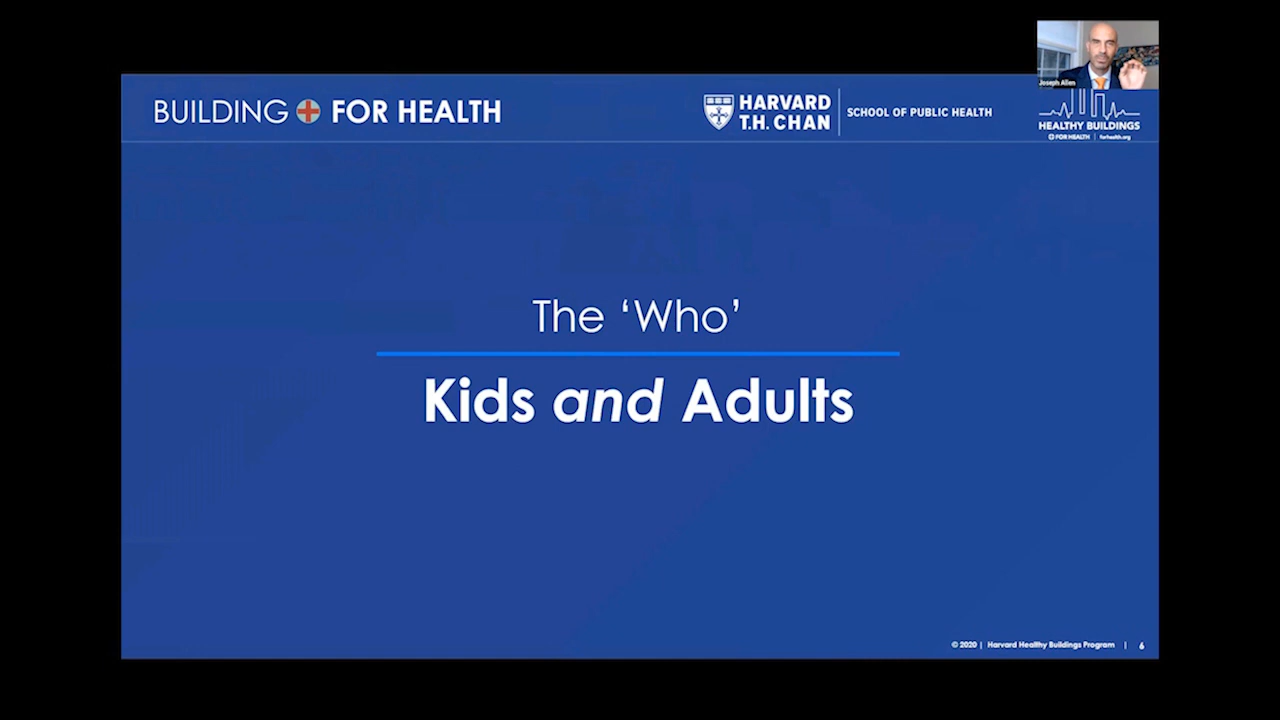 BUILDING FOR HEALTH
HARVARD
T.H. CHAN
SCHOOL OF PUBLIC HEALTH
Joseph Allen
HEALTHY BUILDINGS
FOR HEALTH | forhealth.org
The ‘Who’
Kids and Adults
© 2020 | Harvard Healthy Buildings Program | 6